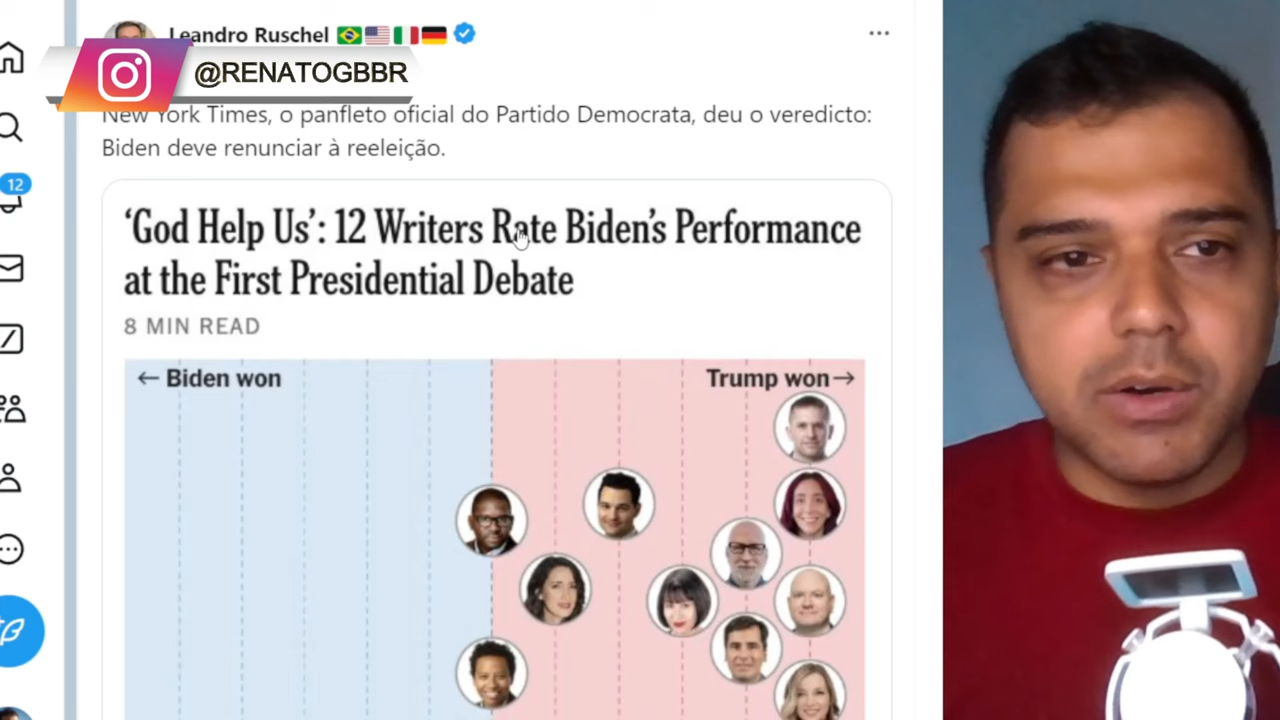 Leandro Ruschel
@RENATOGBBR
New York Times, o panfleto oficial do Partido Democrata, deu o veredicto:
Biden deve renunciar à reeleição.
12
‘God Help Us’: 12 Writers Rate Biden’s Performance
at the First Presidential Debate
8 MIN READ
← Biden won
Trump won →